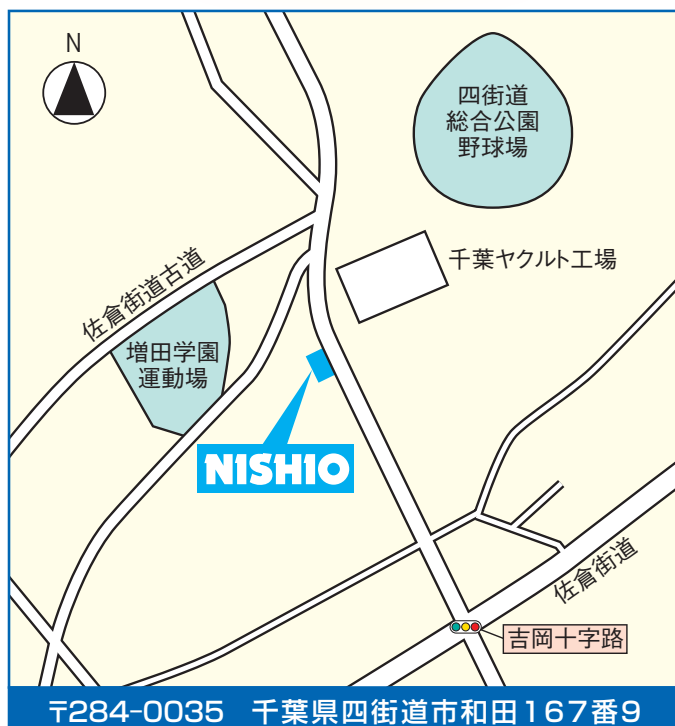 N
四街道
総合公園
野球場
千葉ヤクルト工場
佐倉街道古道
増田学園
運動場
NISHIO
佐倉街道
吉岡十字路
〒284-0035　千葉県四街道市和田167番9